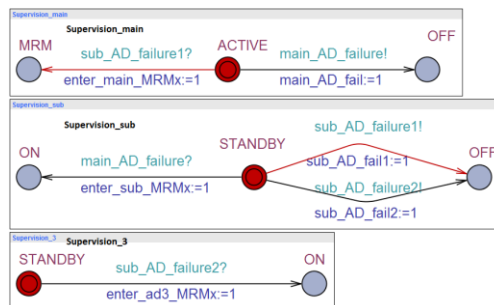 Supervision_main
Supervision_main
MRM
sub_AD_failure1?
ACTIVE
main_AD_failure!
OFF
enter_main_MRMx:=1
main_AD_fail:=1
Supervision_sub
Supervision_sub
ON
main_AD_failure?
enter_sub_MRMx:=1
STANDBY
sub_AD_failure1!
sub_AD_fail1:=1
sub_AD_failure2!
sub_AD_fail2:=1
OFF
Supervision_3
Supervision_3
STANDBY
sub_AD_failure2?
ON
enter_ad3_MRMx:=1